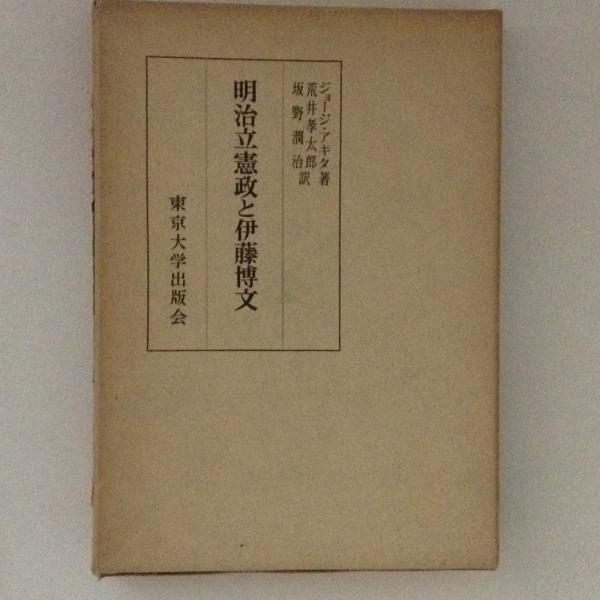 ジョージ・アキタ著
荒井孝太郎
坂野潤治訳
明治立憲政と伊藤博文
東京大学出版会